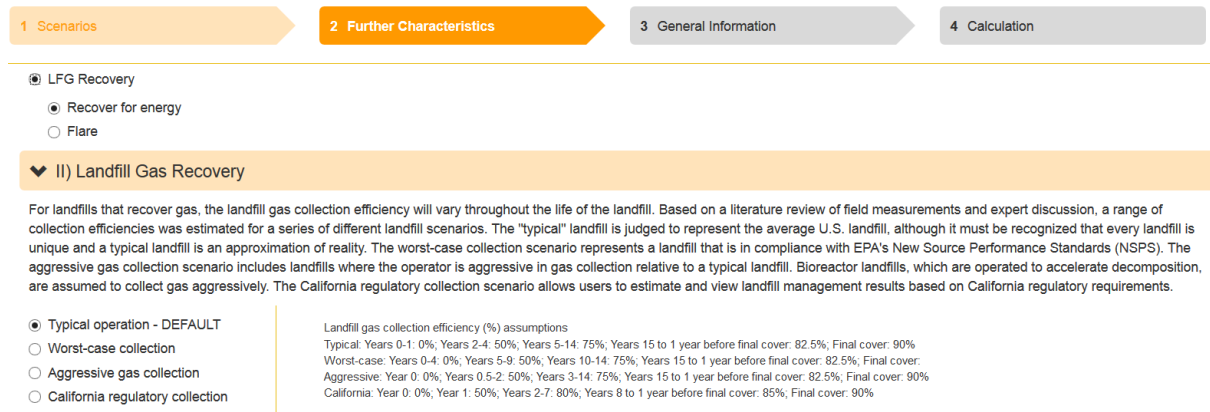 1 Scenarios
2 Further Characteristics
3 General Information
4 Calculation
LFG Recovery
Recover for energy
Flare
II) Landfill Gas Recovery
For landfills that recover gas, the landfill gas collection efficiency will vary throughout the life of the landfill. Based on a literature review of field measurements and expert discussion, a range of
collection efficiencies was estimated for a series of different landfill scenarios. The "typical" landfill is judged to represent the average U.S. landfill, although it must be recognized that every landfill is
unique and a typical landfill is an approximation of reality. The worst-case collection scenario represents a landfill that is in compliance with EPA's New Source Performance Standards (NSPS). The
aggressive gas collection scenario includes landfills where the operator is aggressive in gas collection relative to a typical landfill. Bioreactor landfills, which are operated to accelerate decomposition,
are assumed to collect gas aggressively. The California regulatory collection scenario allows users to estimate and view landfill management results based on California regulatory requirements.
Typical operation - DEFAULT
Worst-case collection
Aggressive gas collection
California regulatory collection
Landfill gas collection efficiency (%) assumptions
Typical: Years 0-1: 0%; Years 2-4: 50%; Years 5-14: 75%; Years 15 to 1 year before final cover: 82.5%; Final cover: 90%
Worst-case: Years 0-4: 0%; Years 5-9: 50%; Years 10-14: 75%; Years 15 to 1 year before final cover: 82.5%; Final cover:
Aggressive: Year 0: 0%; Years 0.5-2: 50%; Years 3-14: 75%; Years 15 to 1 year before final cover: 82.5%; Final cover: 90%
California: Year 0: 0%; Year 1: 50%; Years 2-7: 80%; Years 8 to 1 year before final cover: 85%; Final cover: 90%